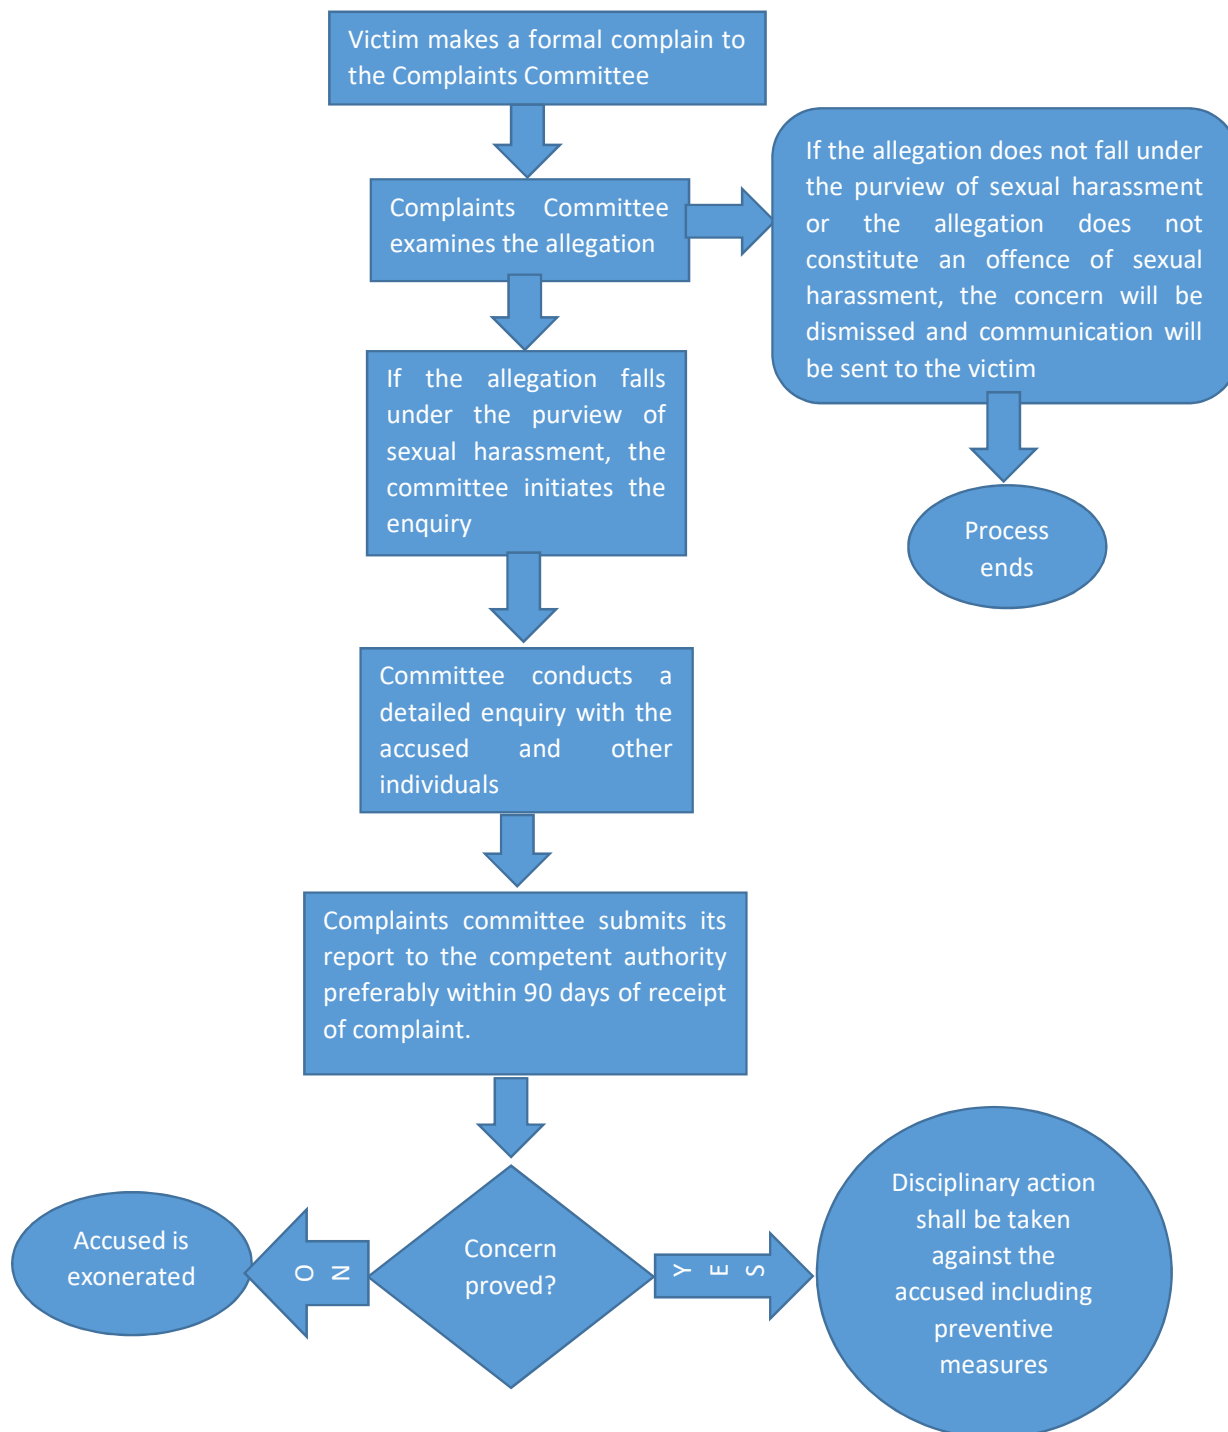 Victim makes a formal complain to
the Complaints Committee
Complaints Committee
examines the allegation
If the allegation does not fall under
the purview of sexual harassment
or the allegation does not
constitute an offence of sexual
harassment, the concern will be
dismissed and communication will
be sent to the victim
Process
ends
If the allegation falls
under the purview of
sexual harassment, the
committee initiates the
enquiry
Committee conducts a
detailed enquiry with the
accused and other
individuals
Complaints committee submits its
report to the competent authority
preferably within 90 days of receipt
of complaint.
Concern
proved?
NO
Accused is
exonerated
YES
Disciplinary action
shall be taken
against the
accused including
preventive
measures